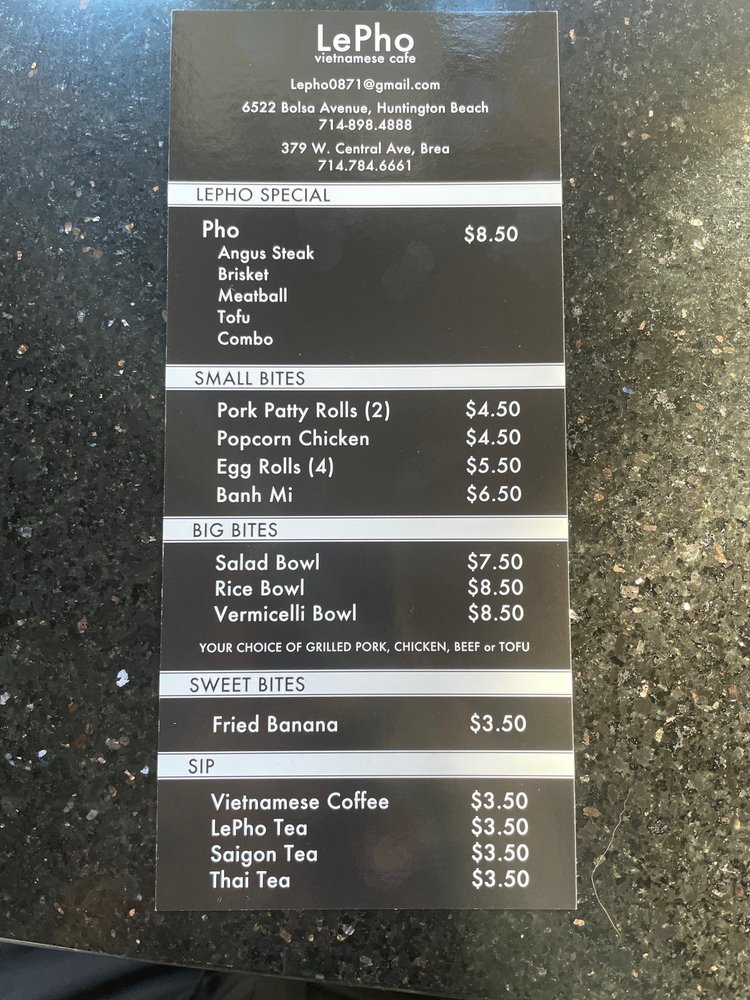 LePho
vietnamese cafe
Lepho0871@gmail.com
6522 Bolsa Avenue, Huntington Beach
714-898.4888
379 W. Central Ave, Brea
714.784.6661
LEPHO SPECIAL
Pho $8.50
Angus Steak
Brisket
Meatball
Tofu
Combo
SMALL BITES
Pork Patty Rolls (2) $4.50
Popcorn Chicken $4.50
Egg Rolls (4) $5.50
Banh Mi $6.50
BIG BITES
Salad Bowl $7.50
Rice Bowl $8.50
Vermicelli Bowl $8.50
YOUR CHOICE OF GRILLED PORK, CHICKEN, BEEF or TOFU
SWEET BITES
Fried Banana $3.50
SIP
Vietnamese Coffee $3.50
LePho Tea $3.50
Saigon Tea $3.50
Thai Tea $3.50